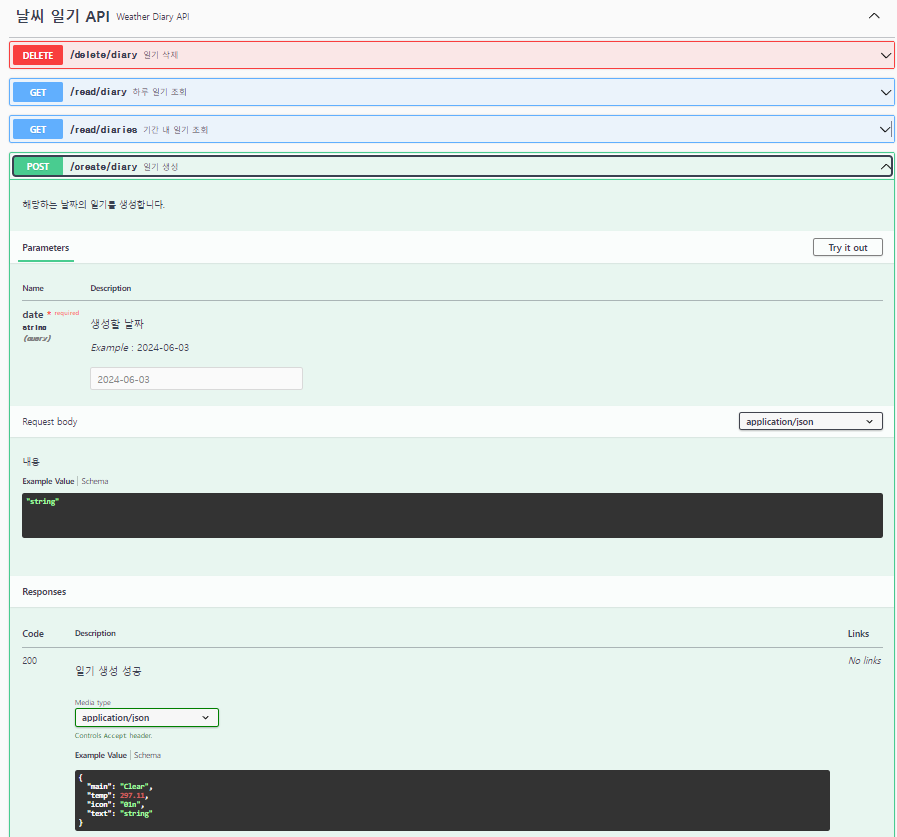 날씨 일기 API Weather Diary API
DELETE /delete/diary 일기 삭제
GET /read/diary 하루 일기 조회
GET /read/diaries 기간 내 일기 조회
POST /create/diary 일기 생성
해당하는 날짜의 일기를 생성합니다.
Parameters Try it out
Name Description
date * required
string
(query)
생성할 날짜
Example : 2024-06-03
2024-06-03
Request body application/json
내용
Example Value | Schema
"string"
Responses
Code Description Links
200 일기 생성 성공 No links
Media type
application/json
Controls Accept header.
Example Value | Schema
{
"main": "Clear",
"temp": 297.11,
"icon": "01n",
"text": "string"
}